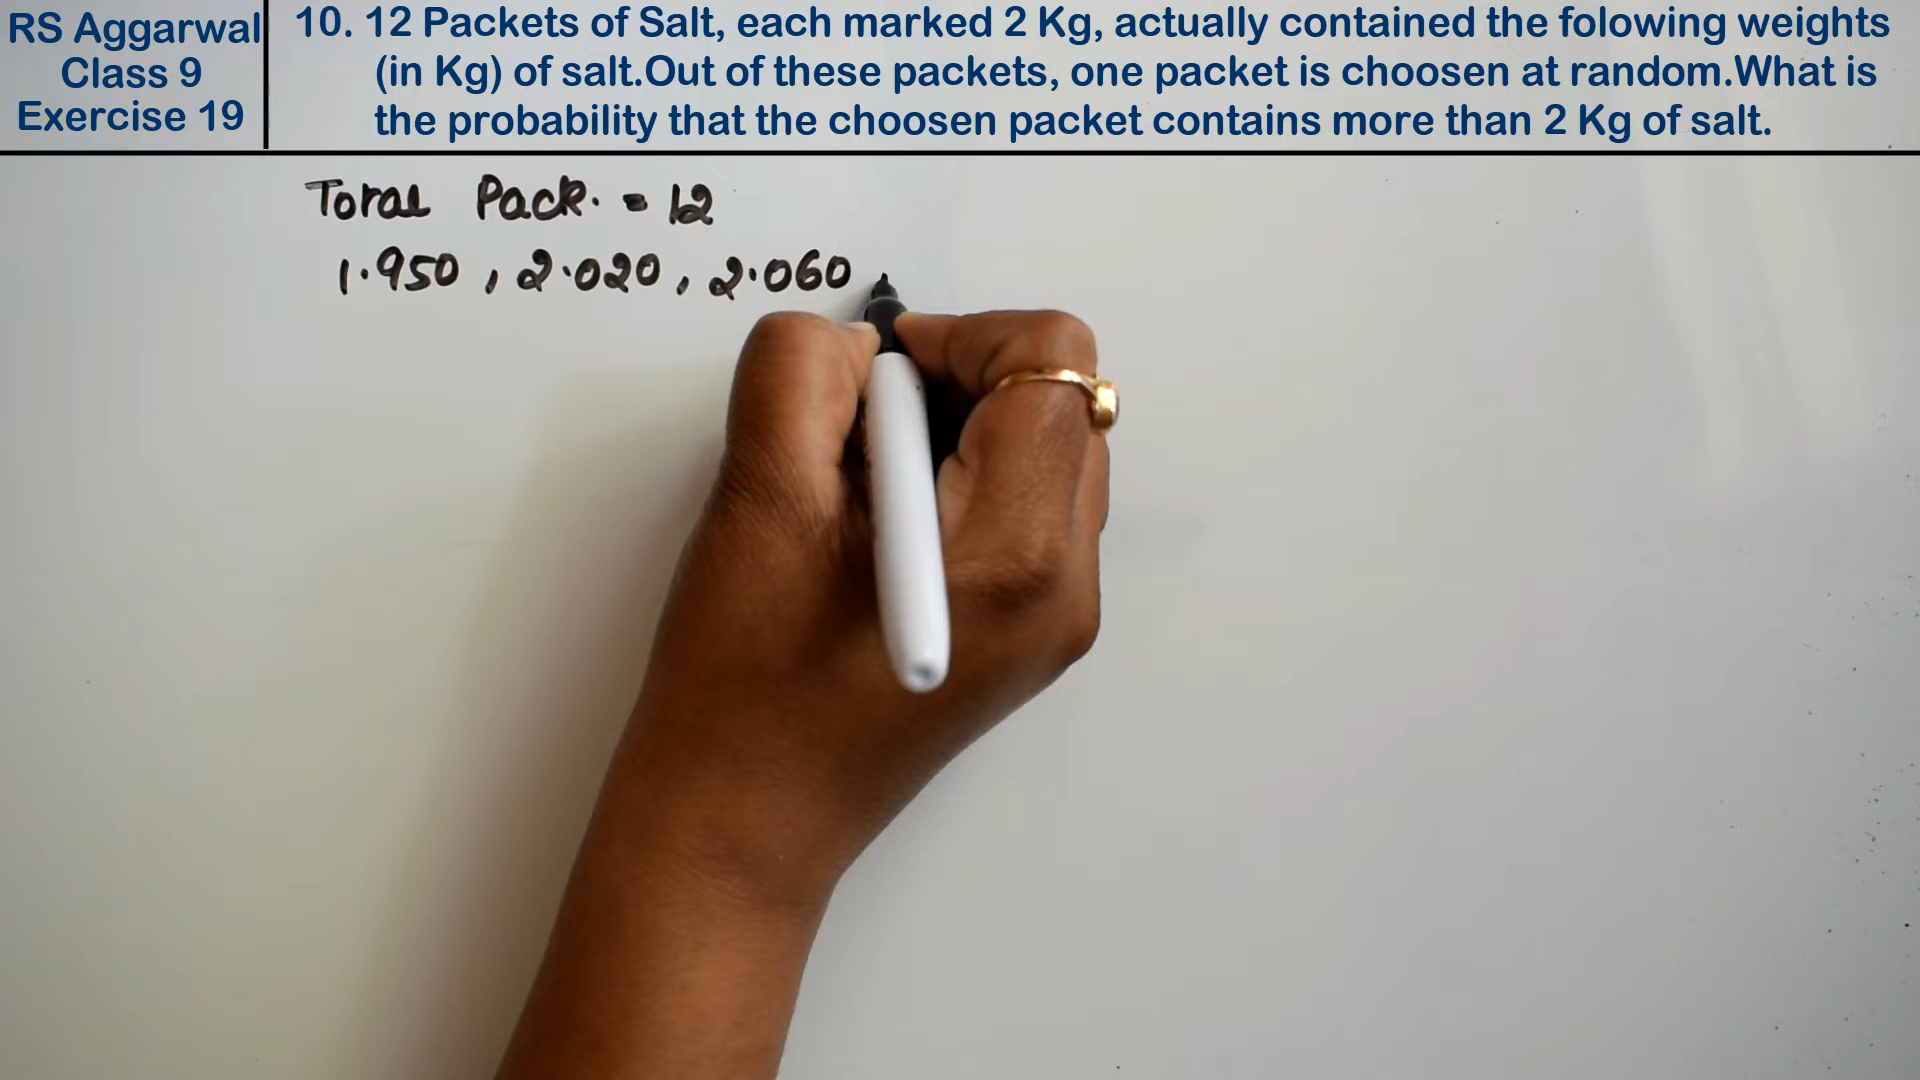 RS Aggarwal
Class 9
Exercise 19
10. 12 Packets of Salt, each marked 2 Kg, actually contained the folowing weights
(in Kg) of salt.Out of these packets, one packet is choosen at random.What is
the probability that the choosen packet contains more than 2 Kg of salt.
Total Pack. = 12
1.950 , 2.020 , 2.060